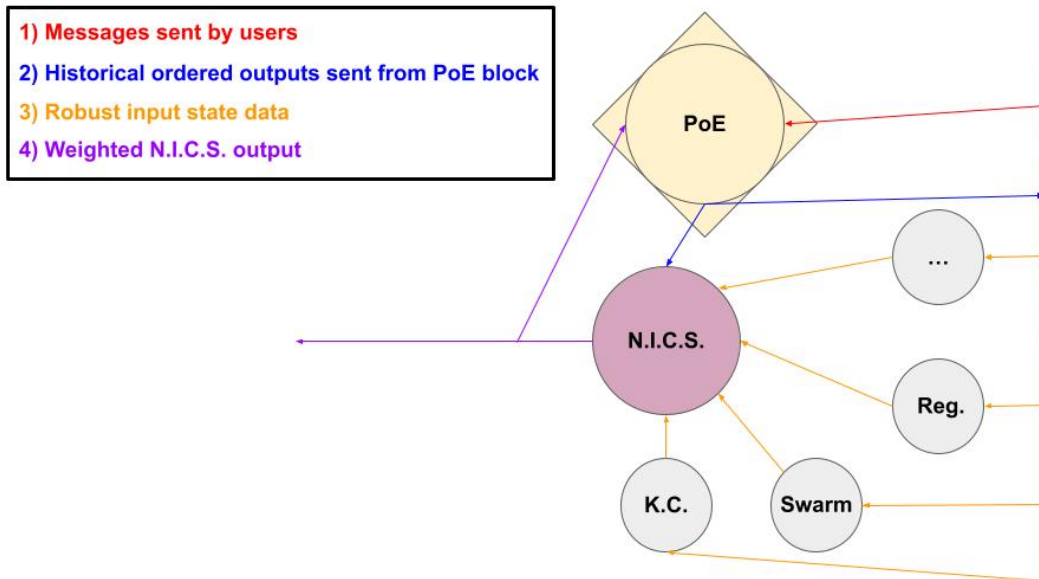 1) Messages sent by users
2) Historical ordered outputs sent from PoE block
3) Robust input state data
4) Weighted N.I.C.S. output
PoE
...
N.I.C.S.
Reg.
K.C.
Swarm